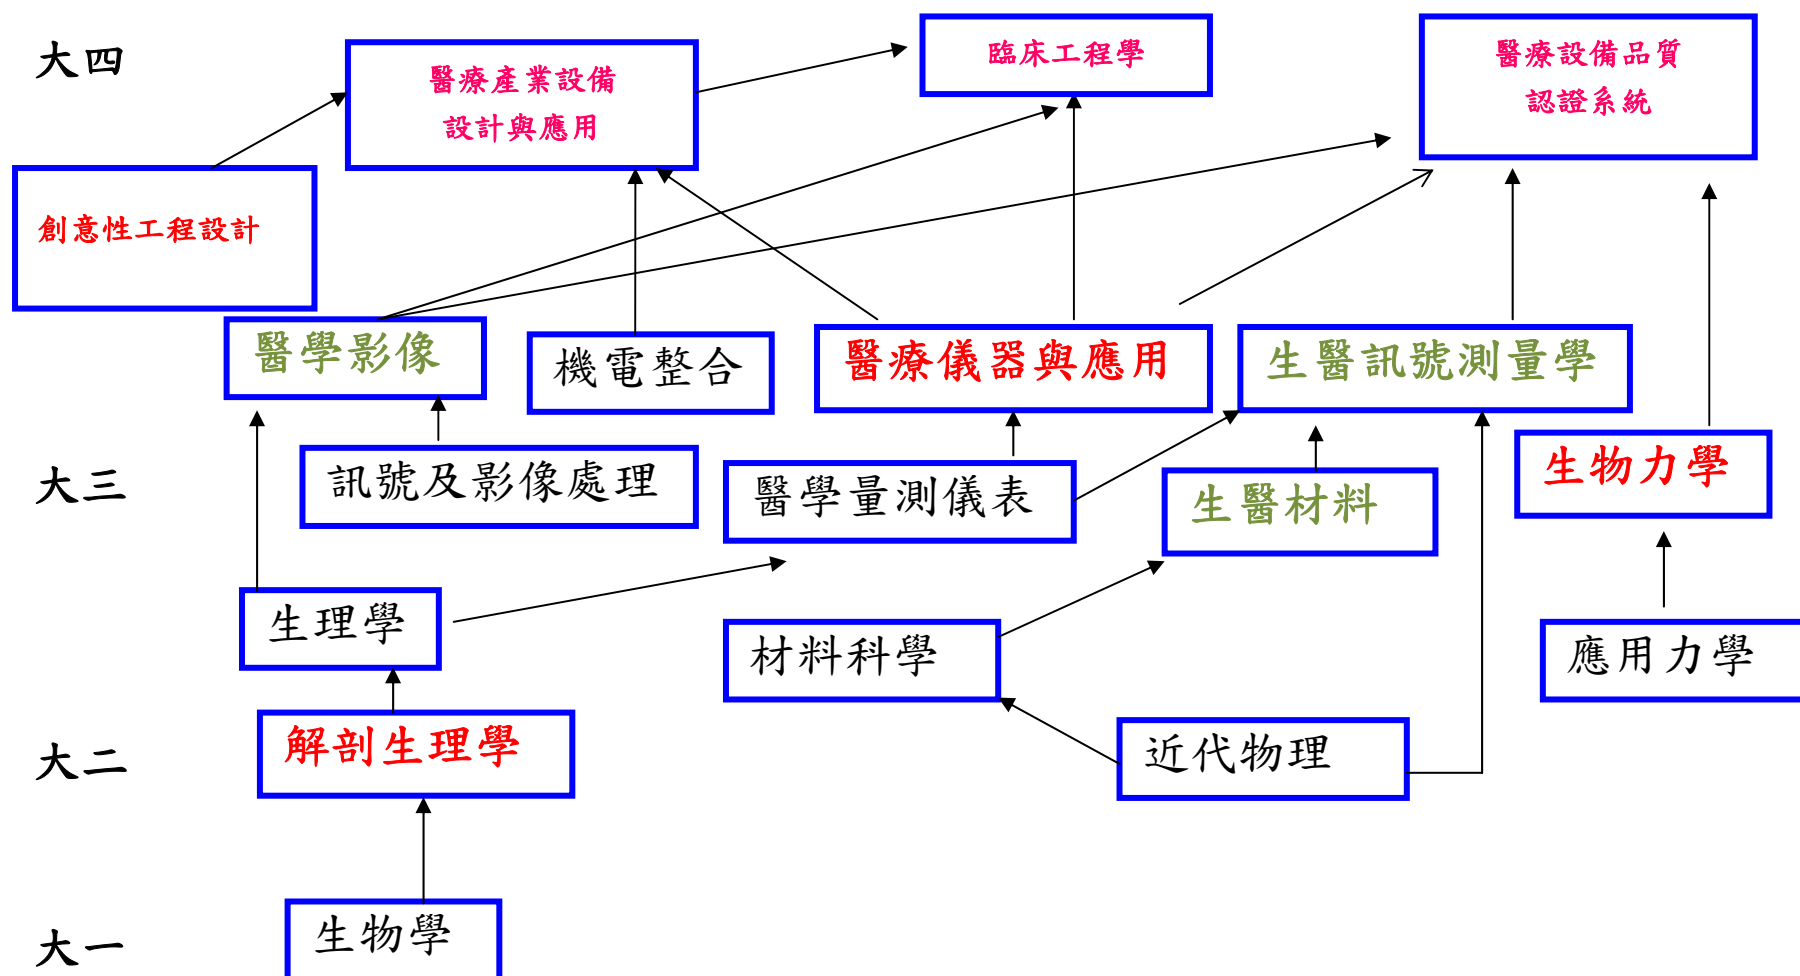 大四
醫療產業設備
設計與應用
臨床工程學
醫療設備品質
認證系統
創意性工程設計
醫學影像
機電整合
醫療儀器與應用
生醫訊號測量學
大三
訊號及影像處理
醫學量測儀表
生醫材料
生物力學
生理學
材料科學
應用力學
大二
解剖生理學
近代物理
大一
生物學